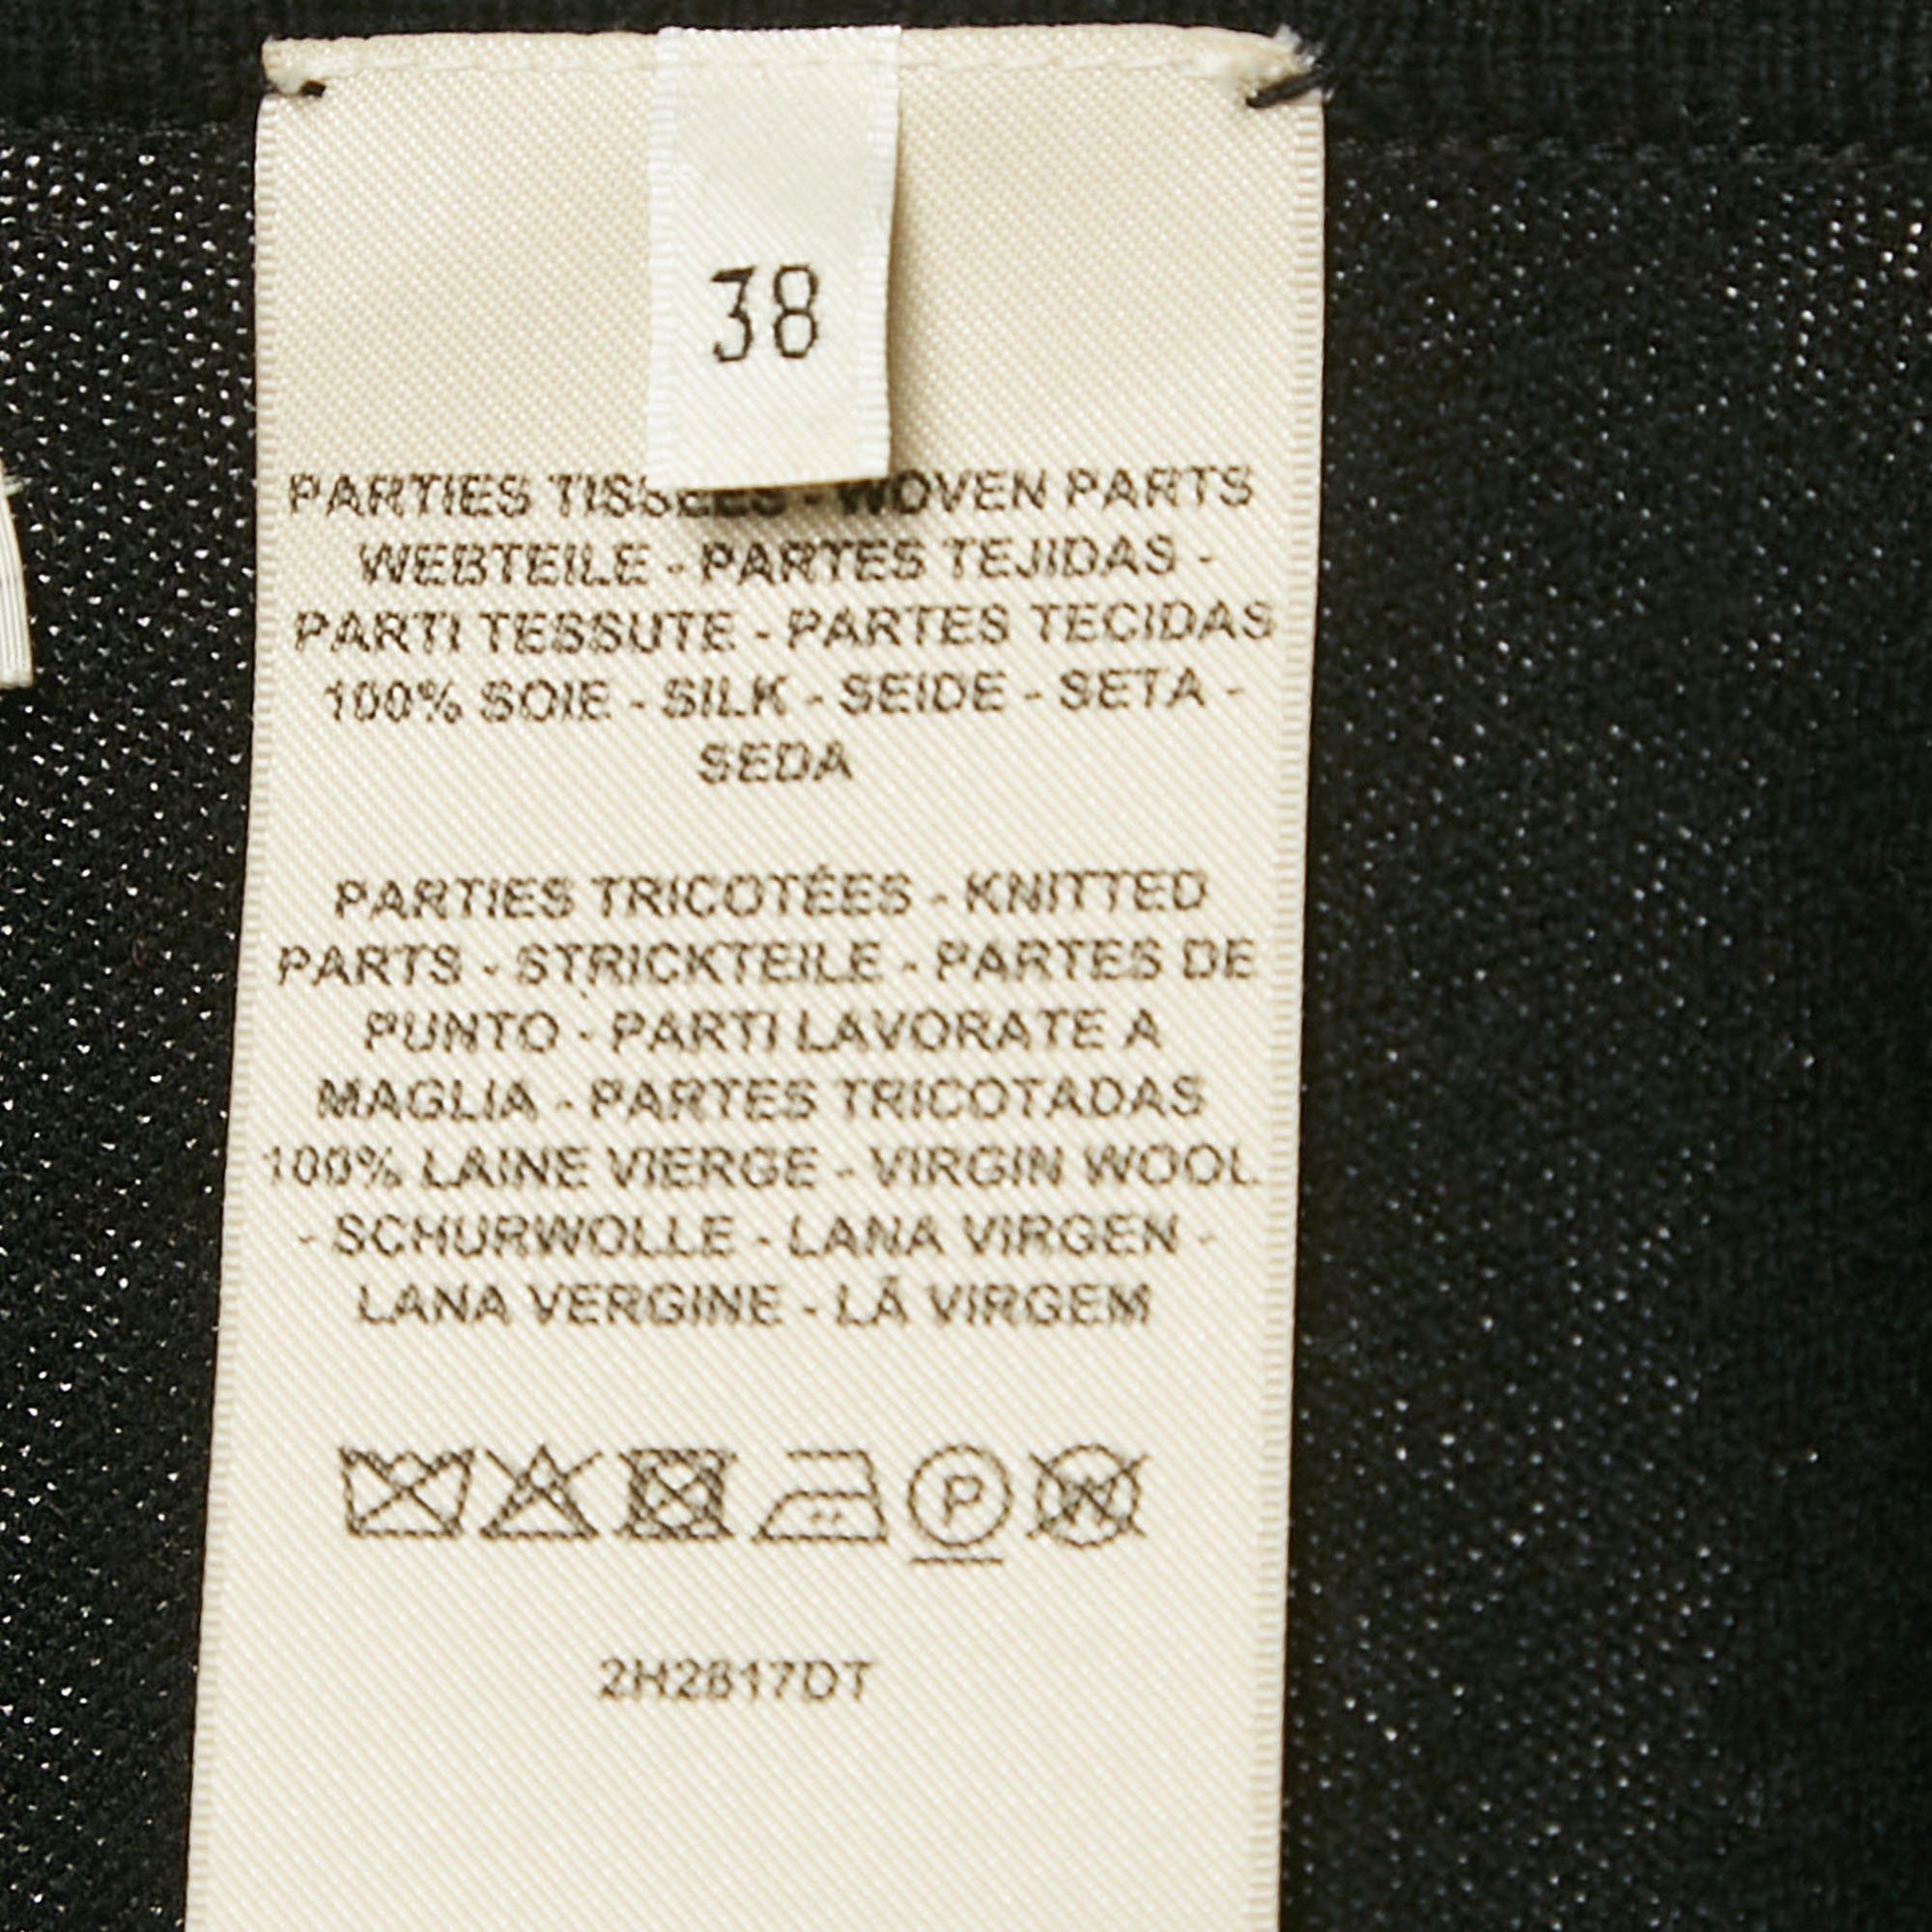 38
PARTIES TISSÉES - WOVEN PARTS
WEBTEILE - PARTES TEJIDAS -
PARTI TESSUTE - PARTES TECIDAS
100% SOIE - SILK - SEIDE - SETA -
SEDA
PARTIES TRICOTÉES - KNITTED
PARTS - STRICKTEILE - PARTES DE
PUNTO - PARTI LAVORATE A
MAGLIA - PARTES TRICOTADAS
100% LAINE VIERGE - VIRGIN WOOL
- SCHURWOLLE - LANA VIRGEN -
LANA VERGINE - LÃ VIRGEM
P W
2H2817DT